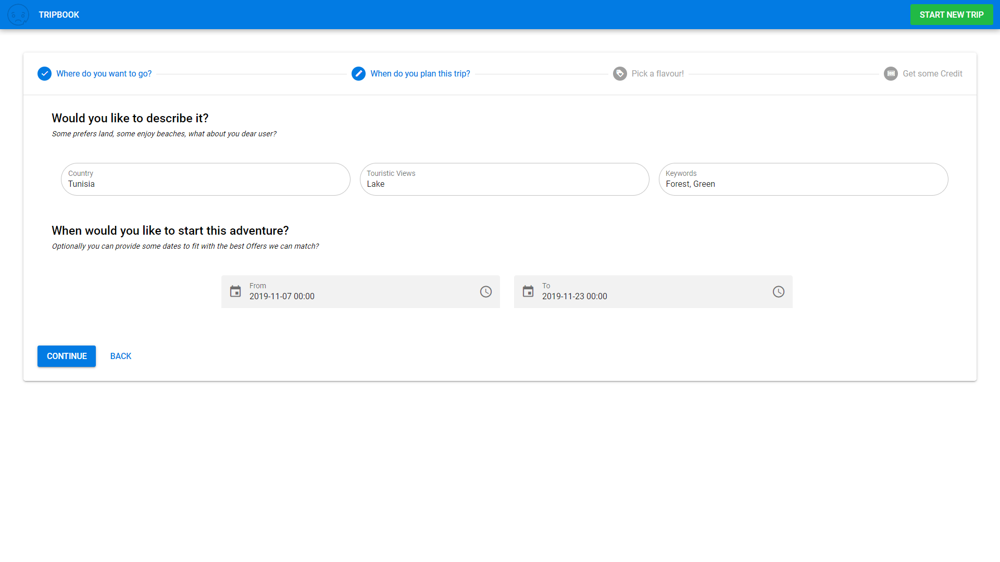 TRIPBOOK
START NEW TRIP
Where do you want to go?
When do you plan this trip?
Pick a flavour!
Get some Credit
Would you like to describe it?
Some prefers land, some enjoy beaches, what about you dear user?
Country
Tunisia
Touristic Views
Lake
Keywords
Forest, Green
When would you like to start this adventure?
Optionally you can provide some dates to fit with the best Offers we can match?
From
2019-11-07 00:00
To
2019-11-23 00:00
CONTINUE
BACK